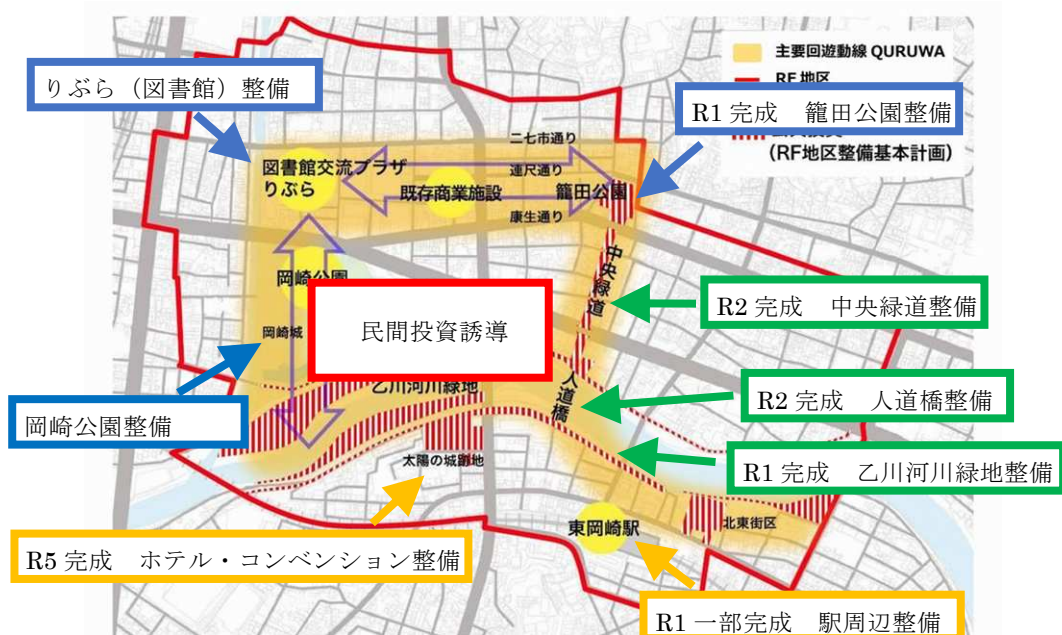 主要回遊動線 QURUWA
RF 地区
りぶら（図書館）整備
R1 完成　籠田公園整備
(RF地区整備基本計画)
二七市通り
図書館交流プラザ
りぶら
連尺通り
既存商業施設
籠田公園
康生通り
中央緑道
岡崎公園
R2 完成　中央緑道整備
民間投資誘導
岡崎城
乙川河川緑地
人道橋
R2 完成　人道橋整備
岡崎公園整備
太陽の城跡地
R1 完成　乙川河川緑地整備
北東街区
東岡崎駅
R5 完成　ホテル・コンベンション整備
R1 一部完成　駅周辺整備